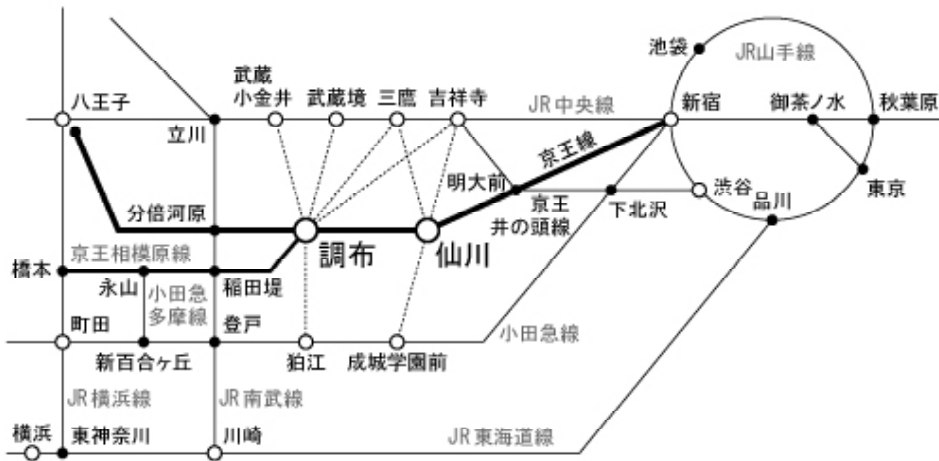 池袋
JR山手線
武蔵
小金井
武蔵境
三鷹
吉祥寺
八王子
JR中央線
新宿
御茶ノ水
秋葉原
立川
京王線
明大前
渋谷
東京
品川
分倍河原
京王
井の頭線
下北沢
調布
仙川
京王相模原線
橋本
永山
小田急
多摩線
稲田堤
町田
登戸
小田急線
新百合ヶ丘
狛江
成城学園前
JR横浜線
JR南武線
横浜
東神奈川
川崎
JR東海道線